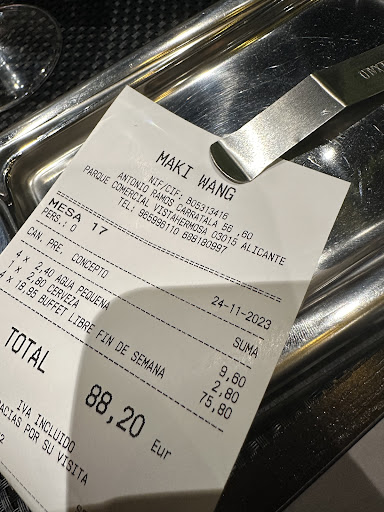 MAKI WANG
NIF/CIF: B05313416
ANTONIO RAMOS CARRATALA 56 ,60
PARQUE COMERCIAL VISTAHERMOSA 03015 ALICANTE
TEL: 965996110 698180997
MESA 17
PERS.: 0
24-11-2023
CAN. PRE. CONCEPTO SUMA
4 x 2,40 AGUA PEQUENA 9,60
1 x 2,80 CERVEZA 2,80
4 x 18,95 BUFFET LIBRE FIN DE SEMANA 75,80
TOTAL 88,20 Eur
IVA INCLUIDO
ACIAS POR SU VISITA